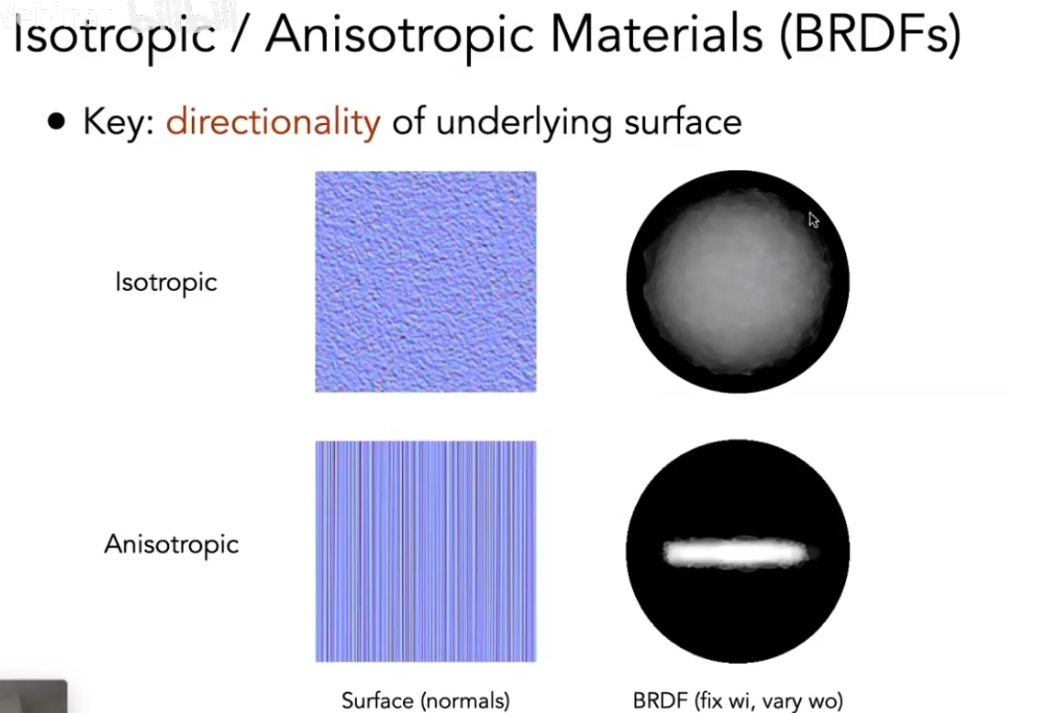 Isotropic / Anisotropic Materials (BRDFs)
● Key: directionality of underlying surface
Isotropic
Anisotropic
Surface (normals)
BRDF (fix wi, vary wo)